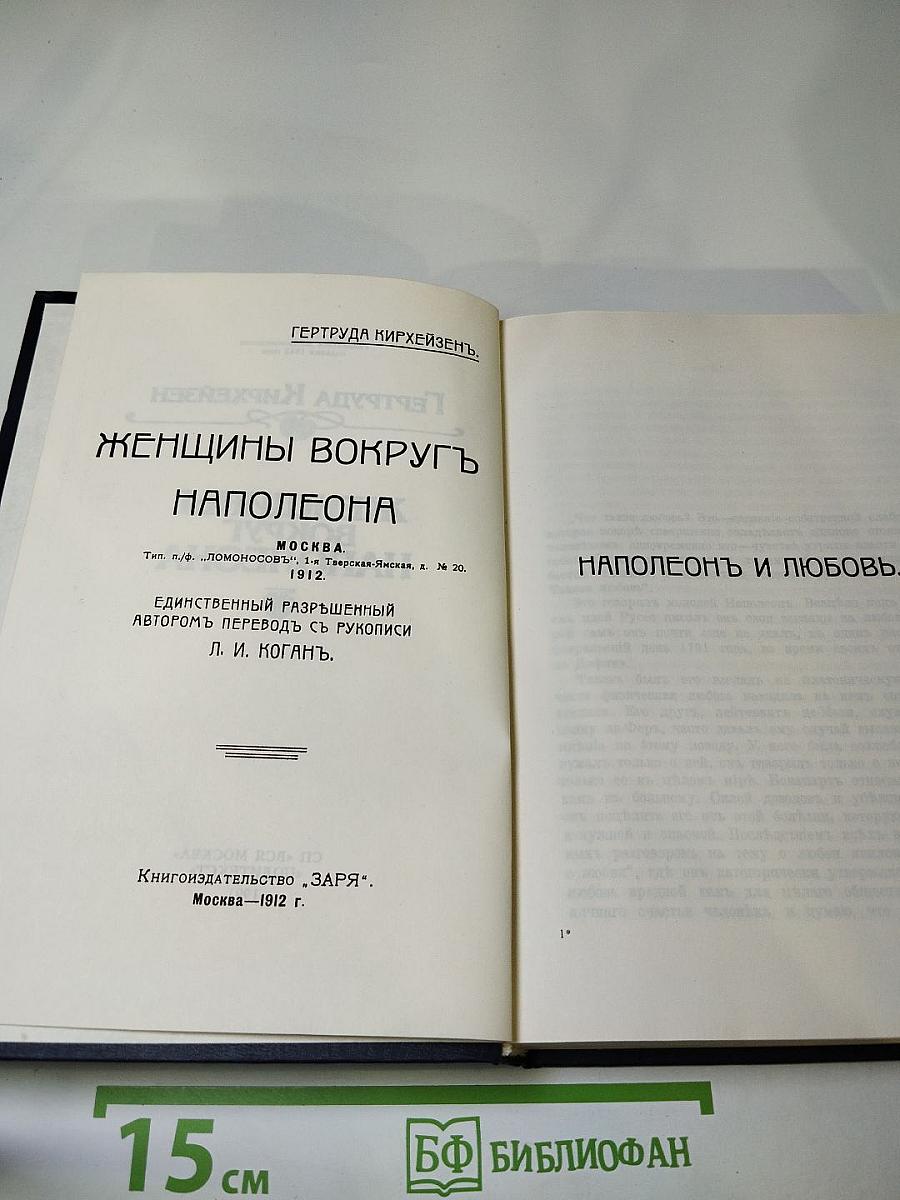 ГЕРТРУДА КИРХЕЙЗЕНЪ.
ЖЕНЩИНЫ ВОКРУГЪ
НАПОЛЕОНА
МОСКВА.
Тип. п./ф. „ЛОМОНОСОВЪ“, 1-я Тверская-Ямская, д. № 20.
1912.
ЕДИНСТВЕННЫЙ РАЗРѢШЕННЫЙ
АВТОРОМЪ ПЕРЕВОДЪ СЪ РУКОПИСИ
Л. И. КОГАНЪ.
Книгоиздательство „ЗАРЯ“.
Москва—1912 г.
НАПОЛЕОНЪ И ЛЮБОВЬ.
1*
15 см
БФ БИБЛИОФАН